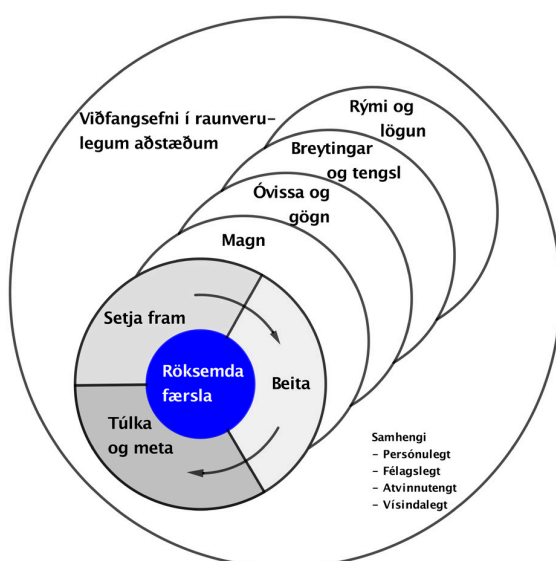 Viðfangsefni í raunveru-
legum aðstæðum
Rými og
lögun
Breytingar
og tengsl
Óvissa og
gögn
Magn
Setja fram
Röksemda
færsla
Beita
Túlka
og meta
Samhengi
- Persónulegt
- Félagslegt
- Atvinnutengt
- Vísindalegt